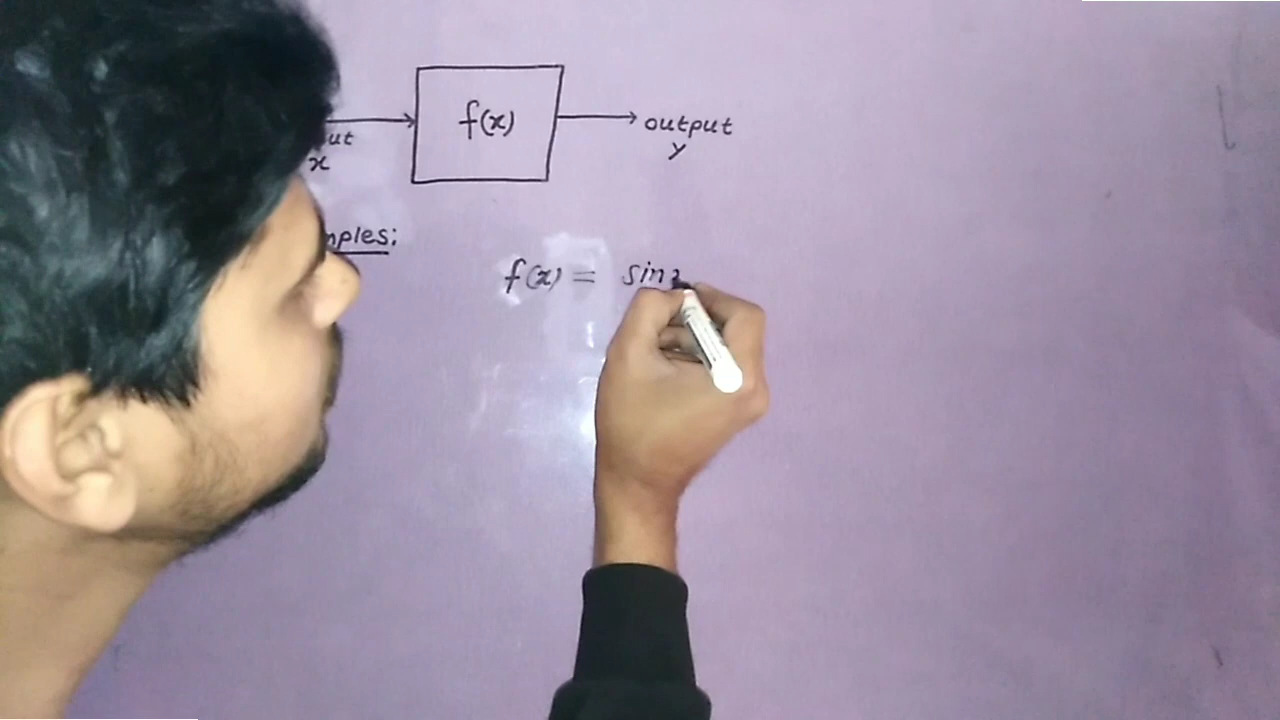 f(x)
output
x
y
f(x) = sin